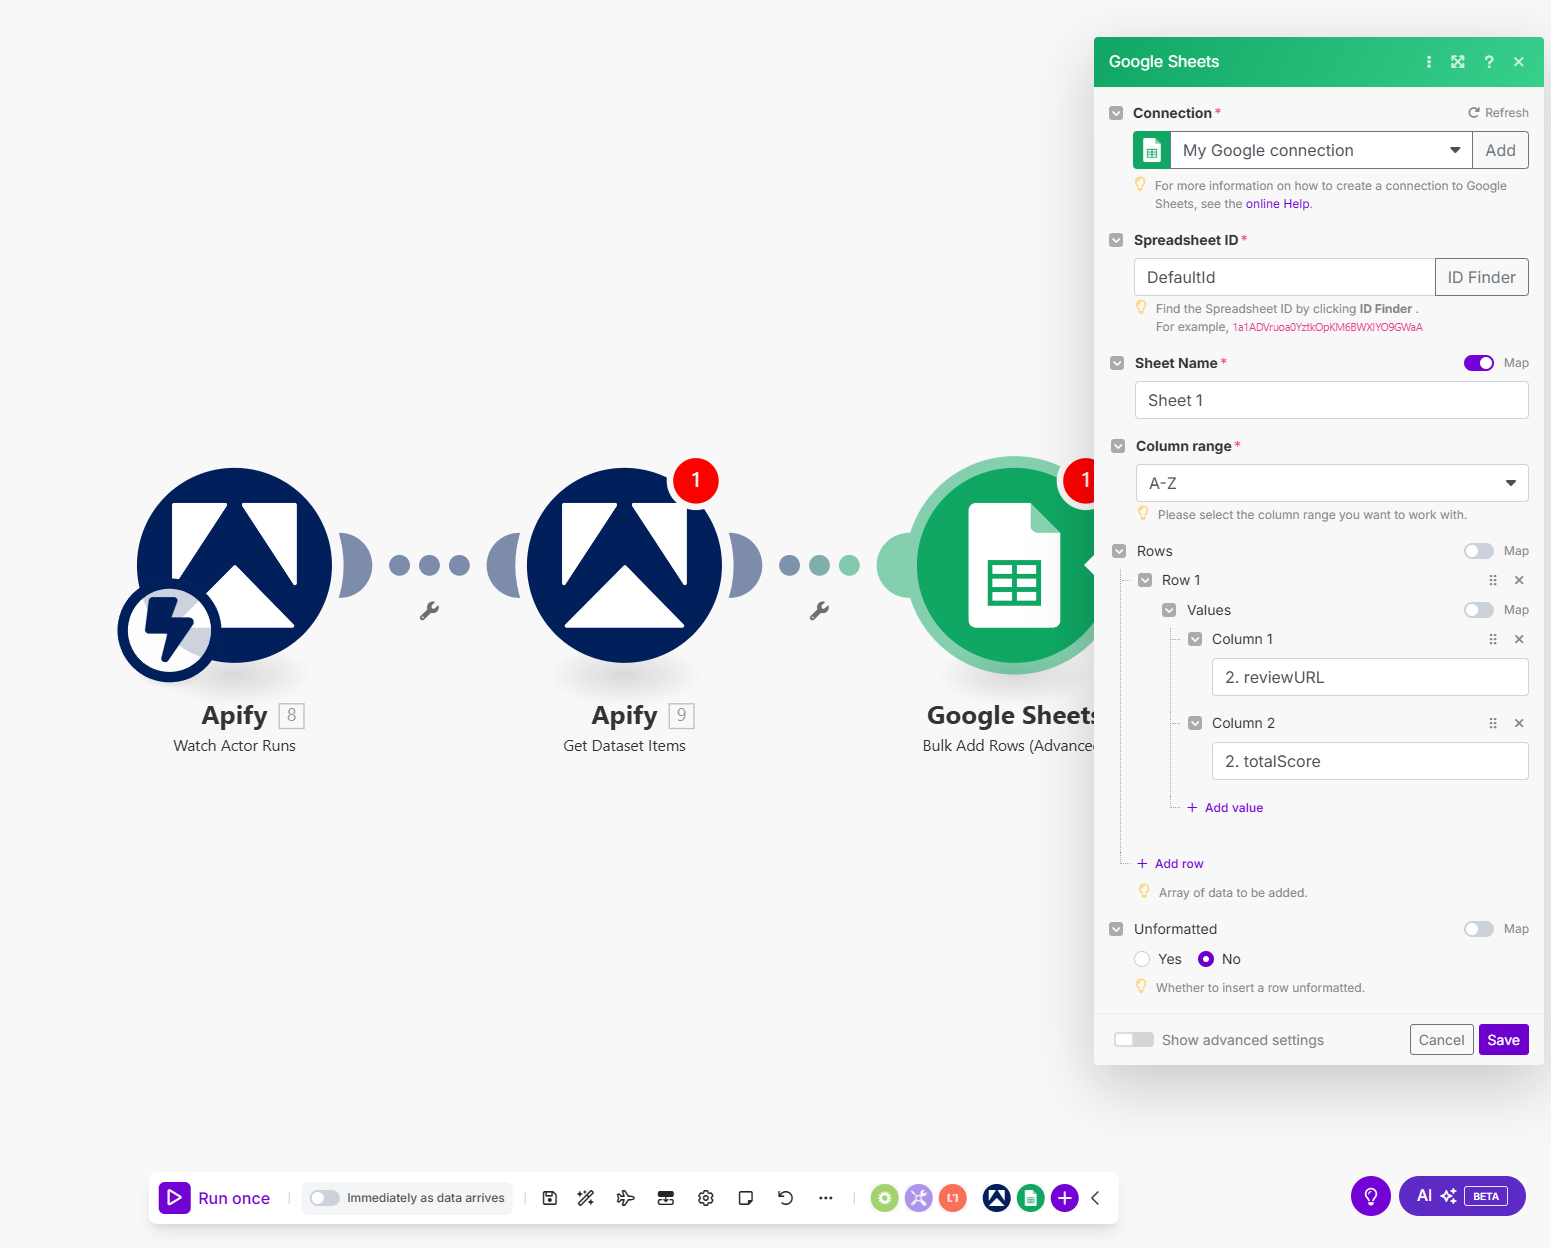 Google Sheets
Connection *
Refresh
My Google connection
Add
For more information on how to create a connection to Google
Sheets, see the online Help.
Spreadsheet ID *
DefaultId
ID Finder
Find the Spreadsheet ID by clicking ID Finder .
For example, 1a1ADVruoa0YztkOpKM6BWXIYO9GWaA
Sheet Name *
Map
Sheet 1
Column range *
A-Z
Please select the column range you want to work with.
Rows
Map
Row 1
Values
Map
Column 1
2. reviewURL
Column 2
2. totalScore
+ Add value
+ Add row
Array of data to be added.
Unformatted
Map
Yes
No
Whether to insert a row unformatted.
Show advanced settings
Cancel
Save
1
1
Apify 8
Watch Actor Runs
Apify 9
Get Dataset Items
Google Sheets
Bulk Add Rows (Advance
Run once
Immediately as data arrives
AI
BETA